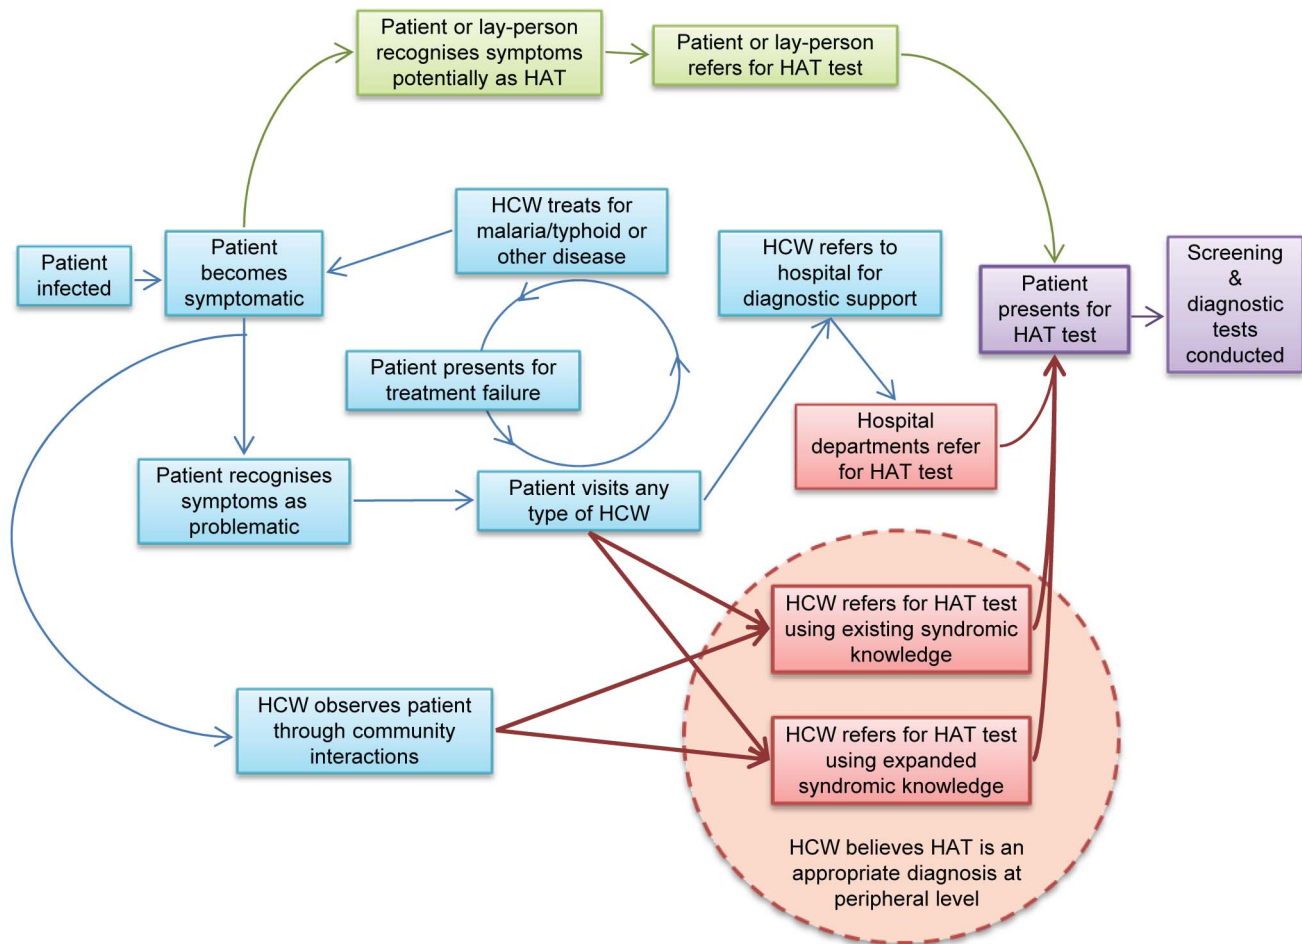 Patient or lay-person
recognises symptoms
potentially as HAT
Patient or lay-person
refers for HAT test
Patient
infected
Patient
becomes
symptomatic
HCW treats for
malaria/typhoid or
other disease
HCW refers to
hospital for
diagnostic support
Patient
presents for
HAT test
Screening
&
diagnostic
tests
conducted
Patient presents for
treatment failure
Hospital
departments refer
for HAT test
Patient recognises
symptoms as
problematic
Patient visits any
type of HCW
HCW refers for HAT test
using existing syndromic
knowledge
HCW observes patient
through community
interactions
HCW refers for HAT test
using expanded
syndromic knowledge
HCW believes HAT is an
appropriate diagnosis at
peripheral level